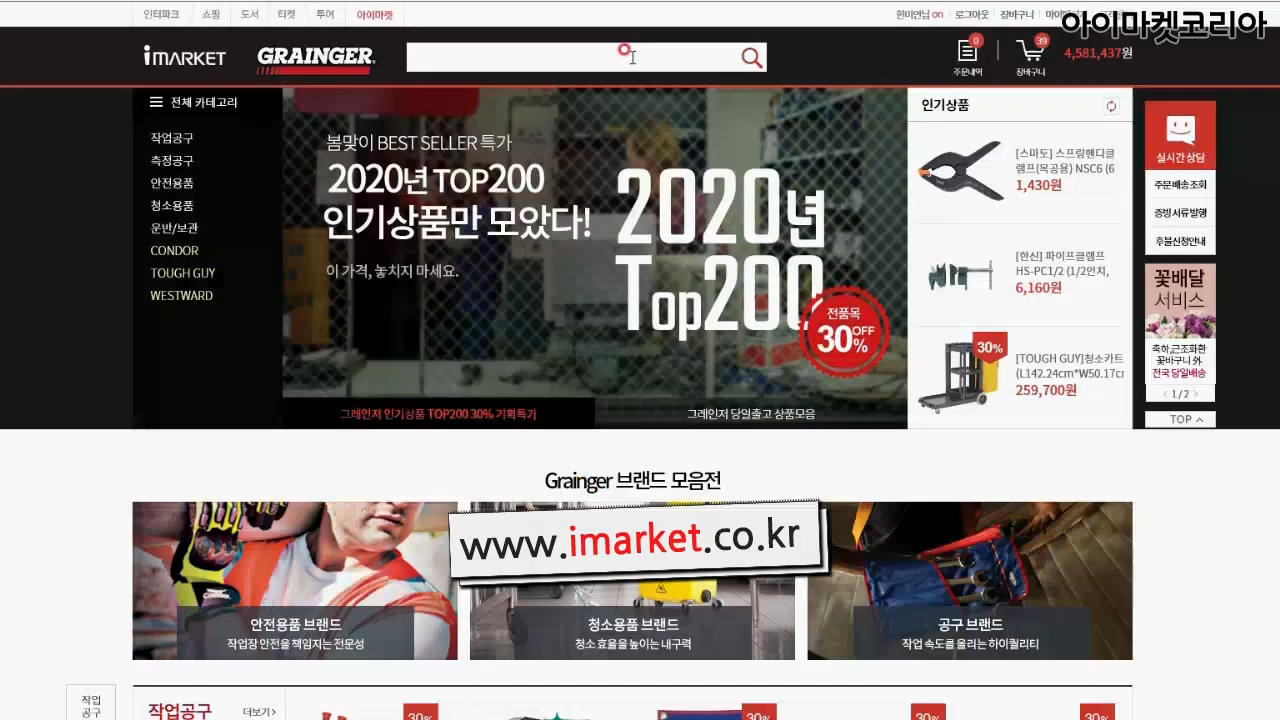 인터파크 쇼핑 도서 티켓 투어 아이마켓
한미연님 on 로그아웃 장바구니
아이마켓코리아
iMARKET GRAINGER
0
주문내역
39
장바구니
4,581,437원
전체 카테고리
작업공구
측정공구
안전용품
청소용품
운반/보관
CONDOR
TOUGH GUY
WESTWARD
봄맞이 BEST SELLER 특가
2020년 TOP200
인기상품만 모았다!
이 가격, 놓치지 마세요.
2020년
Top200
전품목
30% OFF
그레인저 인기상품 TOP200 30% 기획특가
그레인저 당일출고 상품모음
인기상품
[스마토] 스프링핸디클
램프(목공용) NSC6 (6
1,430원
[한신] 파이프클램프
HS-PC1/2 (1/2인치,
6,160원
30%
[TOUGH GUY]청소카트
(L142.24cm*W50.17cm
259,700원
실시간 상담
주문배송조회
증빙서류발행
후불신청안내
꽃배달
서비스
축하,근조화환
꽃바구니 外
전국 당일배송
< 1 / 2 >
TOP
Grainger 브랜드 모음전
www.imarket.co.kr
안전용품 브랜드
작업장 안전을 책임지는 전문성
청소용품 브랜드
청소 효율을 높이는 내구력
공구 브랜드
작업 속도를 올리는 하이퀄리티
작업
공구
작업공구
더보기 >
30%
30%
30%
30%